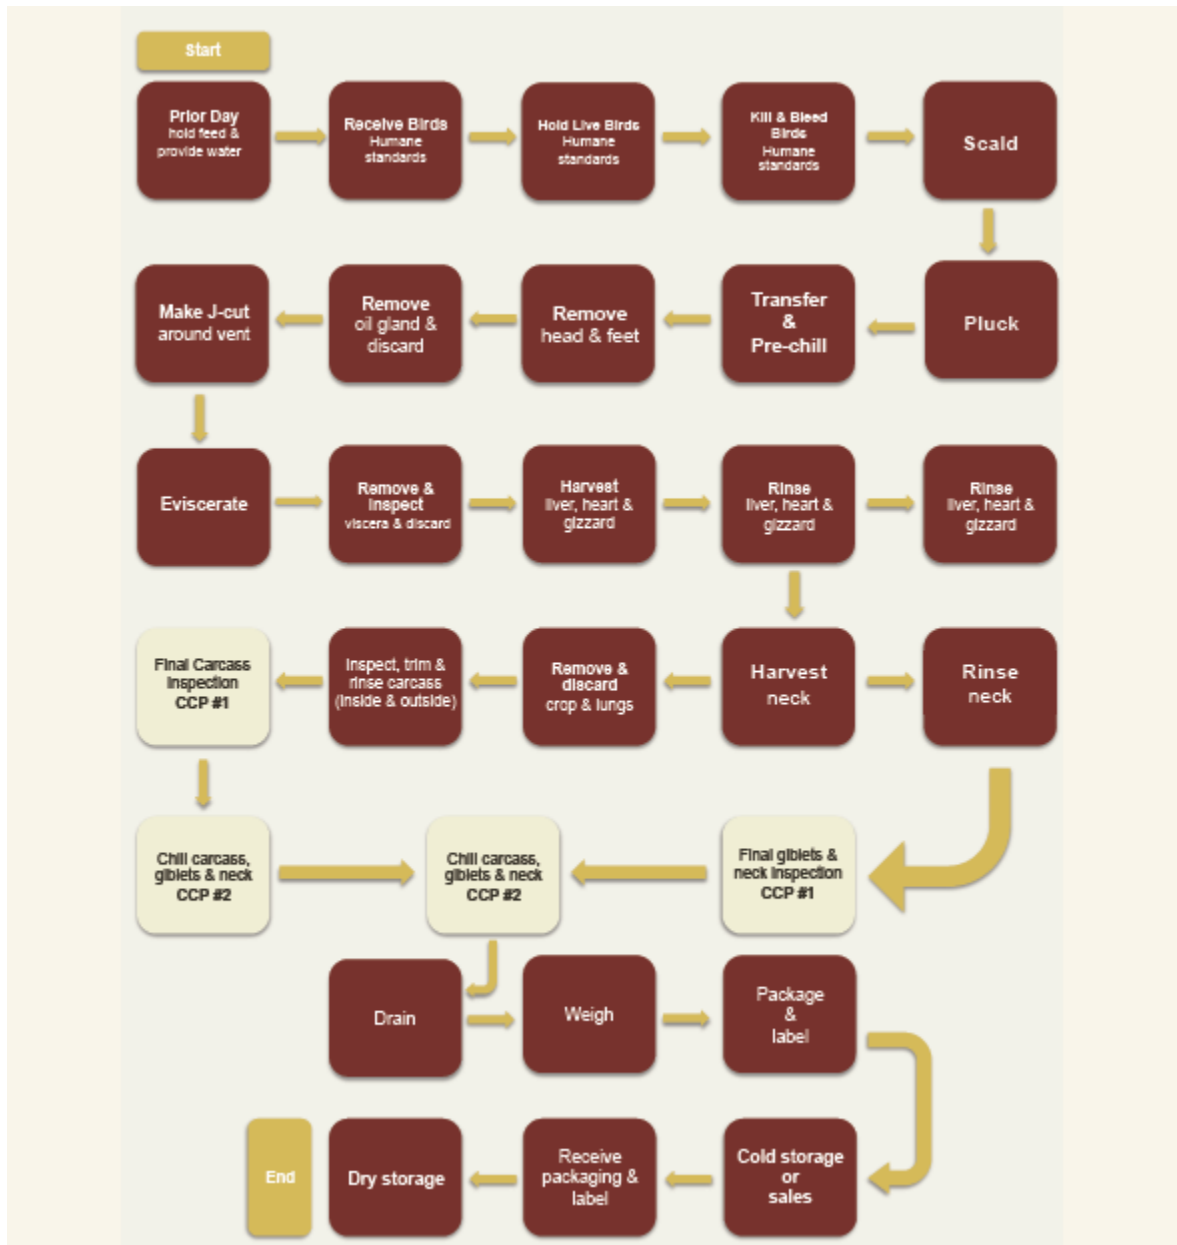 Start
Prior Day
hold feed &
provide water
Receive Birds
Humane
standards
Hold Live Birds
Humane
standards
Kill & Bleed
Birds
Humane
standards
Scald
Make J-cut
around vent
Remove
oil gland &
discard
Remove
head & feet
Transfer
&
Pre-chill
Pluck
Eviscerate
Remove &
Inspect
viscera & discard
Harvest
liver, heart &
gizzard
Rinse
liver, heart &
gizzard
Rinse
liver, heart &
gizzard
Final Carcass
Inspection
CCP #1
Inspect, trim &
rinse carcass
(inside & outside)
Remove &
discard
crop & lungs
Harvest
neck
Rinse
neck
Chill carcass,
giblets & neck
CCP #2
Chill carcass,
giblets & neck
CCP #2
Final giblets &
neck inspection
CCP #1
Drain
Weigh
Package
&
label
End
Dry storage
Receive
packaging &
label
Cold storage
or
sales